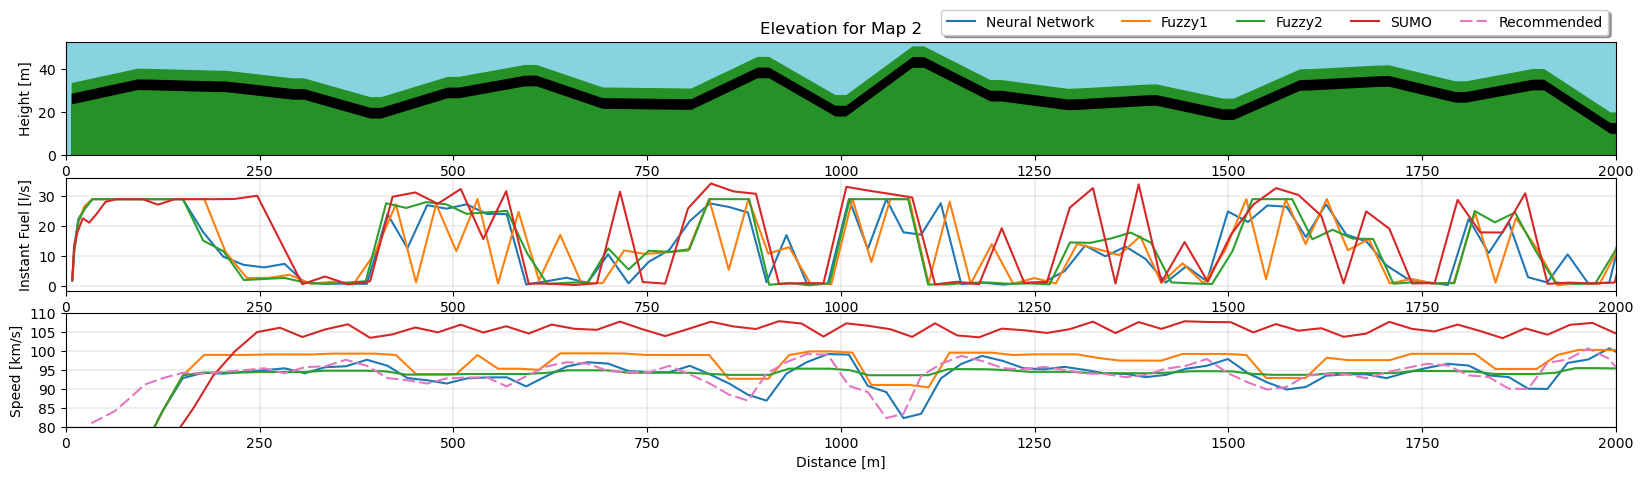 Elevation for Map 2
Neural Network Fuzzy1 Fuzzy2 SUMO Recommended
Height [m]
40
20
0
0 250 500 750 1000 1250 1500 1750 2000
Instant Fuel [l/s]
30
20
10
0
0 250 500 750 1000 1250 1500 1750 2000
Speed [km/s]
110
105
100
95
90
85
80
0 250 500 750 1000 1250 1500 1750 2000
Distance [m]